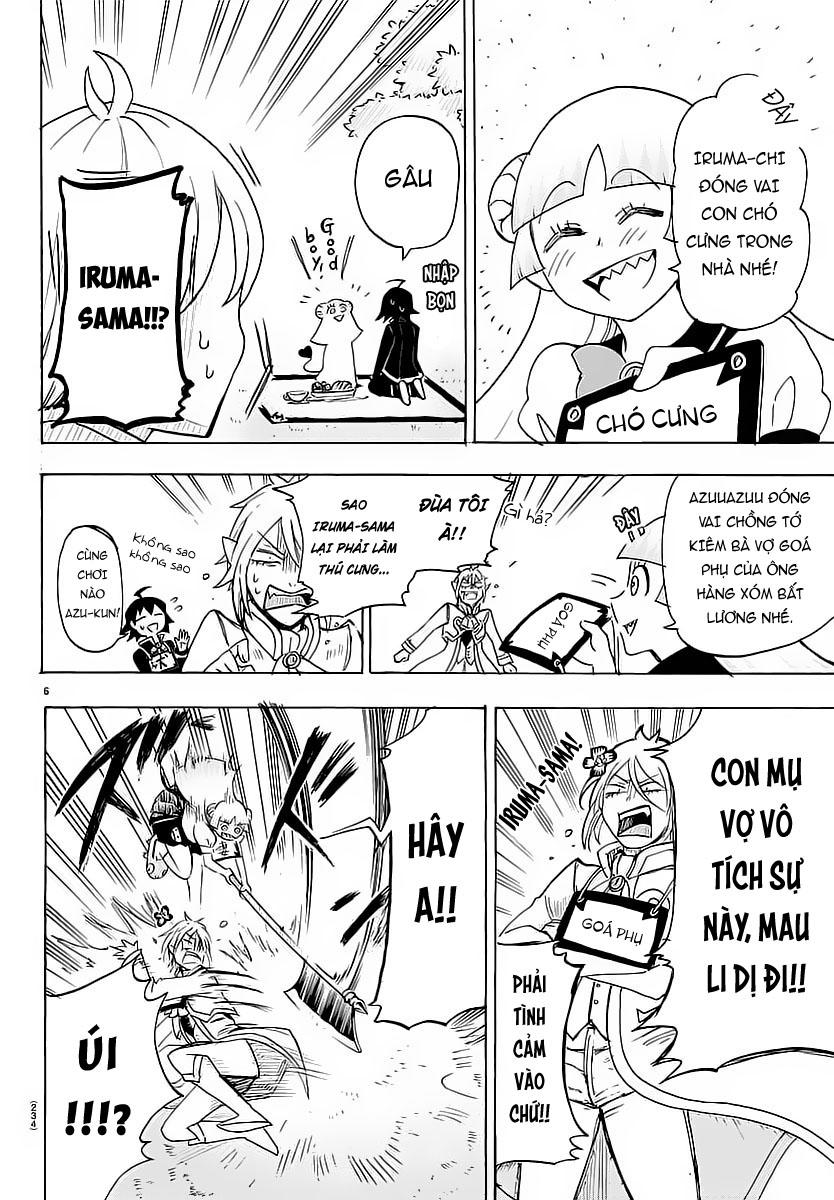 ĐÂY
IRUMA-CHI
ĐÓNG VAI
CON CHÓ
CƯNG TRONG
NHÀ NHÉ!
CHÓ CƯNG
GÂU
Good
boy
NHẬP
BỌN
IRUMA-
SAMA!!?
AZUUAZUU ĐÓNG
VAI CHỒNG TỚ
KIÊM BÀ VỢ GOÁ
PHỤ CỦA ÔNG
HÀNG XÓM BẤT
LƯƠNG NHÉ.
ĐÂY
GOÁ PHỤ
Gì hả?
ĐÙA TÔI
À!!
SAO
IRUMA-SAMA
LẠI PHẢI LÀM
THÚ CƯNG...
Không sao
không sao
CÙNG
CHƠI
NÀO
AZU-KUN!
6
CON MỤ
VỢ VÔ
TÍCH SỰ
NÀY, MAU
LI DỊ ĐI!!
IRUMA-SAMA!
GOÁ PHỤ
PHẢI
TÌNH
CẢM
VÀO
CHỨ!!
HÂY
A!!
ÚI
!!!?
(234)